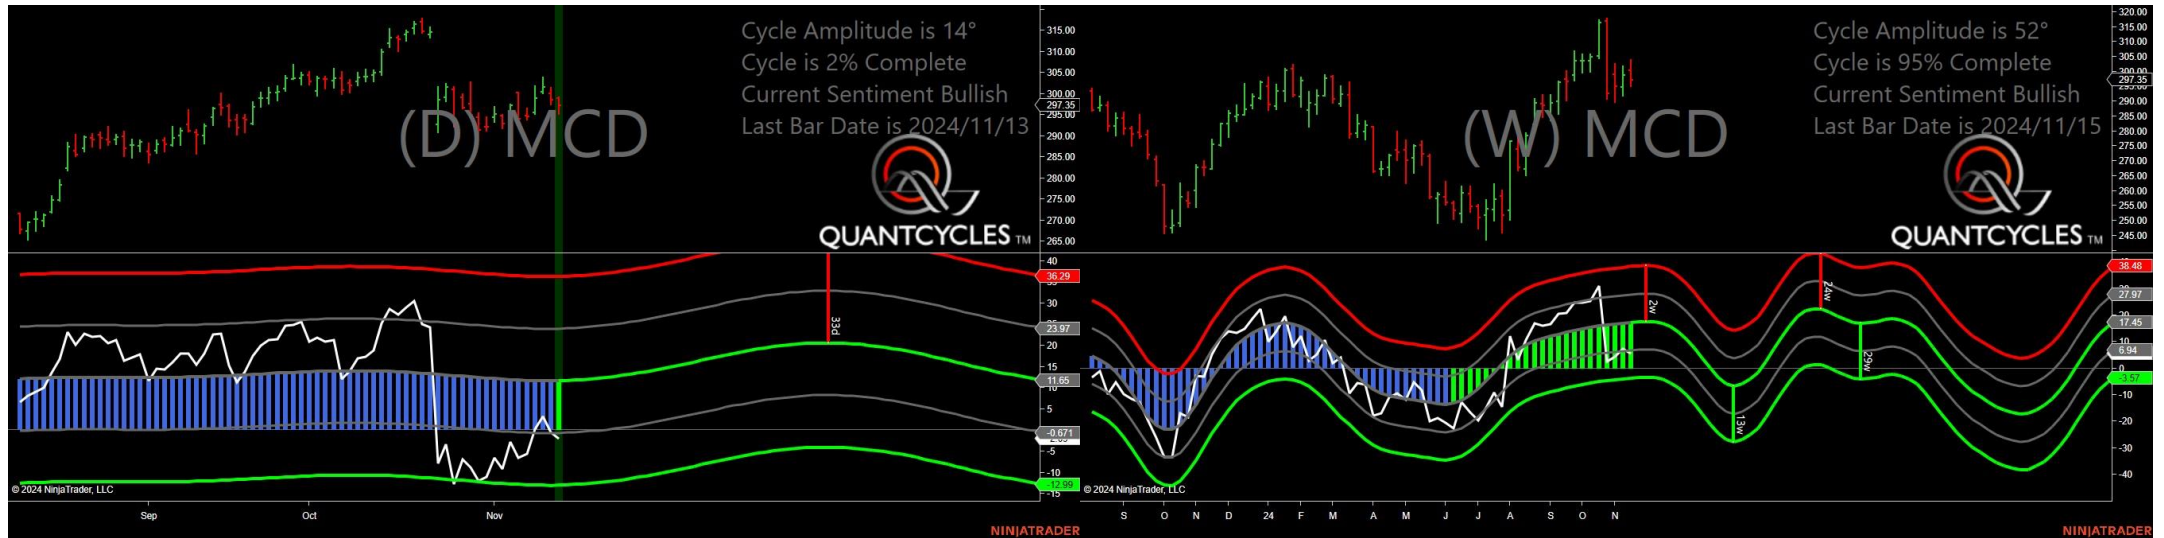 Cycle Amplitude is 14°
Cycle is 2% Complete
Current Sentiment Bullish
Last Bar Date is 2024/11/13
(D) MCD
QUANTCYCLES TM
315.00
310.00
305.00
300.00
297.35
295.00
290.00
285.00
280.00
275.00
270.00
265.00
40
36.29
30
23.97
20
15
11.65
5
-0.671
-5
-10
-12.99
-15
33d
© 2024 NinjaTrader, LLC
Sep Oct Nov
NINJATRADER
Cycle Amplitude is 52°
Cycle is 95% Complete
Current Sentiment Bullish
Last Bar Date is 2024/11/15
(W) MCD
QUANTCYCLES TM
320.00
315.00
310.00
305.00
300.00
297.35
295.00
290.00
285.00
280.00
275.00
270.00
265.00
260.00
255.00
250.00
245.00
240.00
38.48
27.97
17.45
10
6.94
0
-3.57
-10
-20
-30
-40
2w
13w
24w
29w
© 2024 NinjaTrader, LLC
S O N D 24 F M A M J J A S O N
NINJATRADER